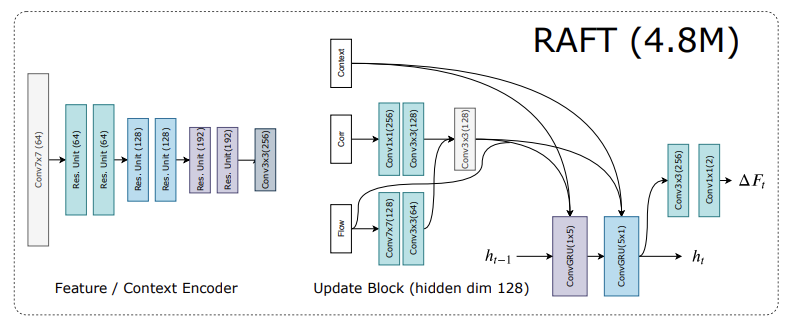 RAFT (4.8M)
Conv7x7 (64)
Res. Unit (64)
Res. Unit (64)
Res. Unit (128)
Res. Unit (128)
Res. Unit (192)
Res. Unit (192)
Conv3x3(256)
Feature / Context Encoder
Context
Corr
Flow
Conv1x1(256)
Conv3x3(128)
Conv7x7(128)
Conv3x3(64)
Conv3x3(128)
h_{t−1}
ConvGRU(1x5)
ConvGRU(5x1)
h_t
Conv3x3(256)
Conv1x1(2)
ΔF_t
Update Block (hidden dim 128)